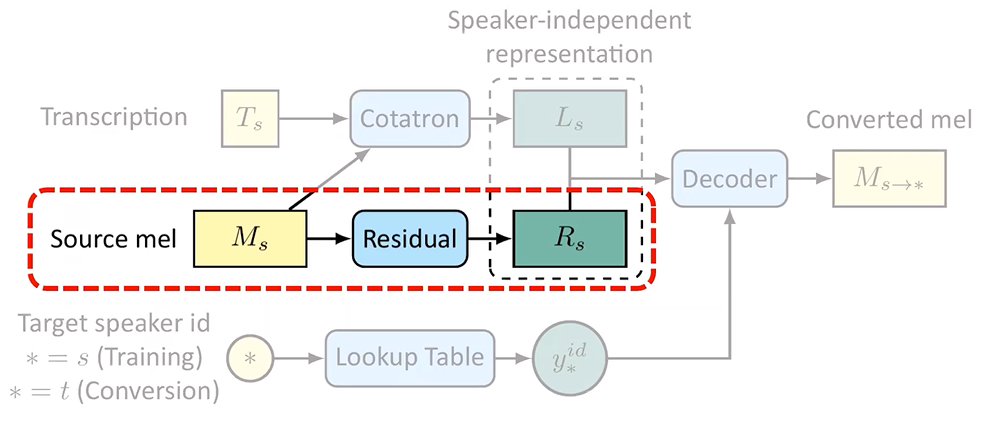 Speaker-independent
representation
Transcription
T_s
Cotatron
L_s
Converted mel
Decoder
M_{s→*}
Source mel
M_s
Residual
R_s
Target speaker id
* = s (Training)
* = t (Conversion)
*
Lookup Table
y_*^{id}